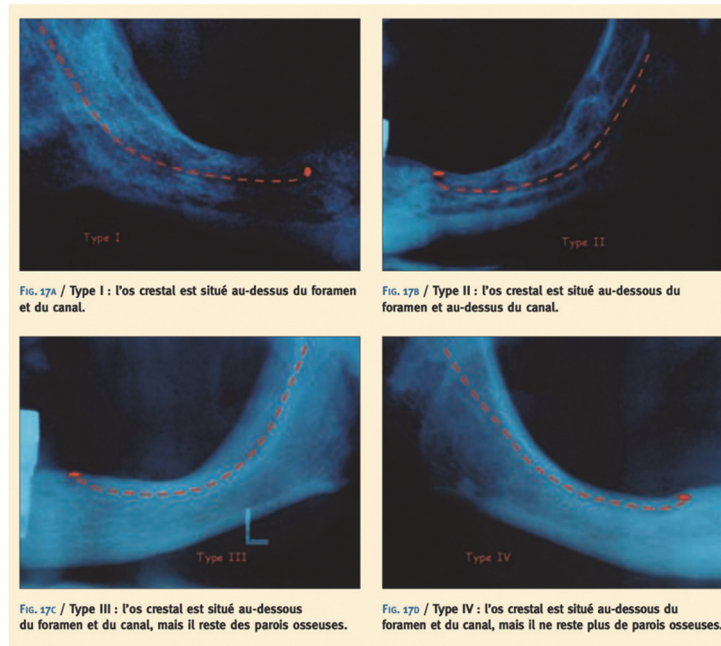 Type I
Type II
FIG. 17A / Type I : l'os crestal est situé au-dessus du foramen
et du canal.
FIG. 17B / Type II : l'os crestal est situé au-dessous du
foramen et au-dessus du canal.
Type III
Type IV
FIG. 17C / Type III : l'os crestal est situé au-dessous
du foramen et du canal, mais il reste des parois osseuses.
FIG. 17D / Type IV : l'os crestal est situé au-dessous du
foramen et du canal, mais il ne reste plus de parois osseuses.